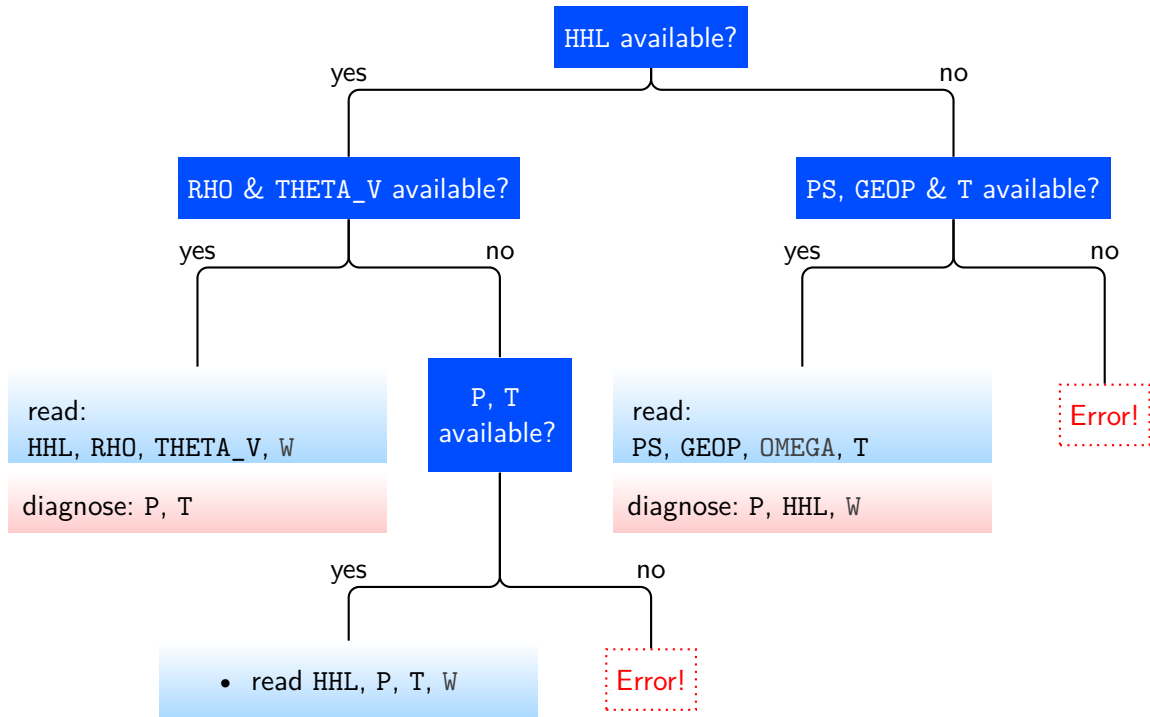 HHL available?
yes
no
RHO & THETA_V available?
PS, GEOP & T available?
yes
no
yes
no
read:
HHL, RHO, THETA_V, W
diagnose: P, T
P, T
available?
read:
PS, GEOP, OMEGA, T
diagnose: P, HHL, W
Error!
yes
no
• read HHL, P, T, W
Error!